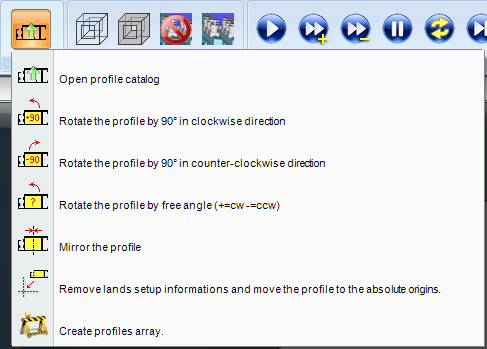 Open profile catalog
+90
Rotate the profile by 90° in clockwise direction
-90
Rotate the profile by 90° in counter-clockwise direction
?
Rotate the profile by free angle (+=cw -=ccw)
Mirror the profile
Remove lands setup informations and move the profile to the absolute origins.
Create profiles array.